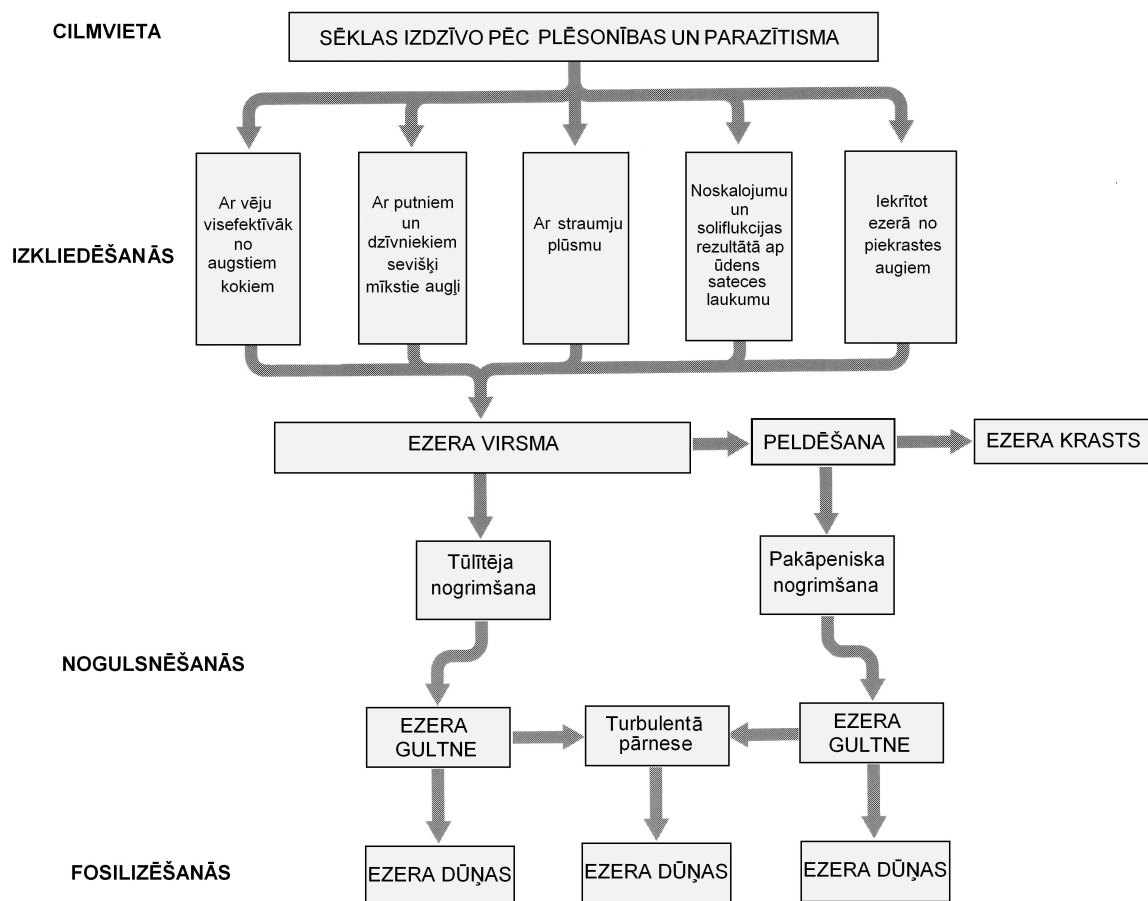 CILMVIETA
SĒKLAS IZDZĪVO PĒC PLĒSONĪBAS UN PARAZĪTISMA
IZKLIEDĒŠANĀS
Ar vēju
visefektīvāk
no
augstiem
kokiem
Ar putniem
un
dzīvniekiem
sevišķi
mīkstie augļi
Ar straumju
plūsmu
Noskalojumu
un
soliflukcijas
rezultātā ap
ūdens
sateces
laukumu
Iekrītot
ezerā no
piekrastes
augiem
EZERA VIRSMA
PELDĒŠANA
EZERA KRASTS
Tūlītēja
nogrimšana
Pakāpeniska
nogrimšana
NOGULSNĒŠANĀS
EZERA
GULTNE
Turbulentā
pārnese
EZERA
GULTNE
FOSILIZĒŠANĀS
EZERA DŪŅAS
EZERA DŪŅAS
EZERA DŪŅAS